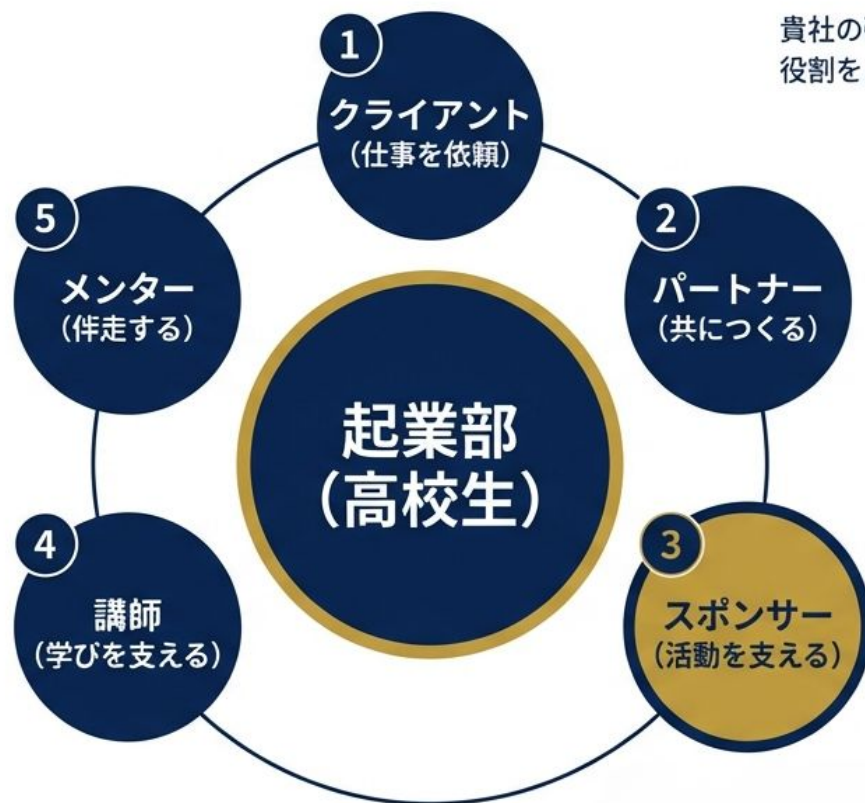 貴社の
役割を
1
クライアント
（仕事を依頼）
2
パートナー
（共につくる）
3
スポンサー
（活動を支える）
4
講師
（学びを支える）
5
メンター
（伴走する）
起業部
（高校生）